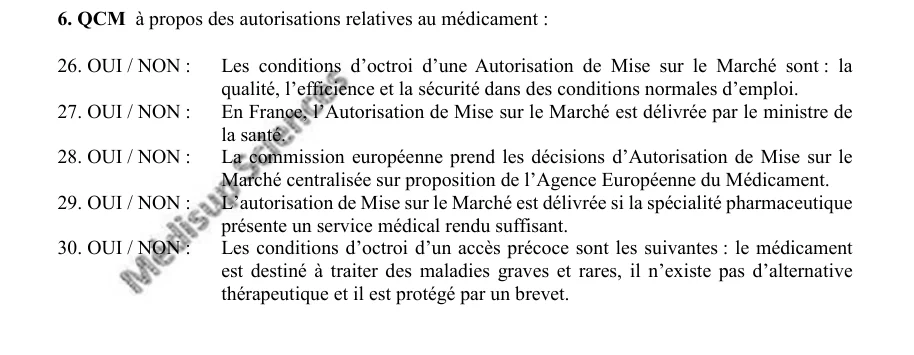 6. QCM à propos des autorisations relatives au médicament :
26. OUI / NON : Les conditions d’octroi d’une Autorisation de Mise sur le Marché sont : la
qualité, l’efficience et la sécurité dans des conditions normales d’emploi.
27. OUI / NON : En France, l’Autorisation de Mise sur le Marché est délivrée par le ministre de
la santé.
28. OUI / NON : La commission européenne prend les décisions d’Autorisation de Mise sur le
Marché centralisée sur proposition de l’Agence Européenne du Médicament.
29. OUI / NON : L’autorisation de Mise sur le Marché est délivrée si la spécialité pharmaceutique
présente un service médical rendu suffisant.
30. OUI / NON : Les conditions d’octroi d’un accès précoce sont les suivantes : le médicament
est destiné à traiter des maladies graves et rares, il n’existe pas d’alternative
thérapeutique et il est protégé par un brevet.
Médisup Sciences